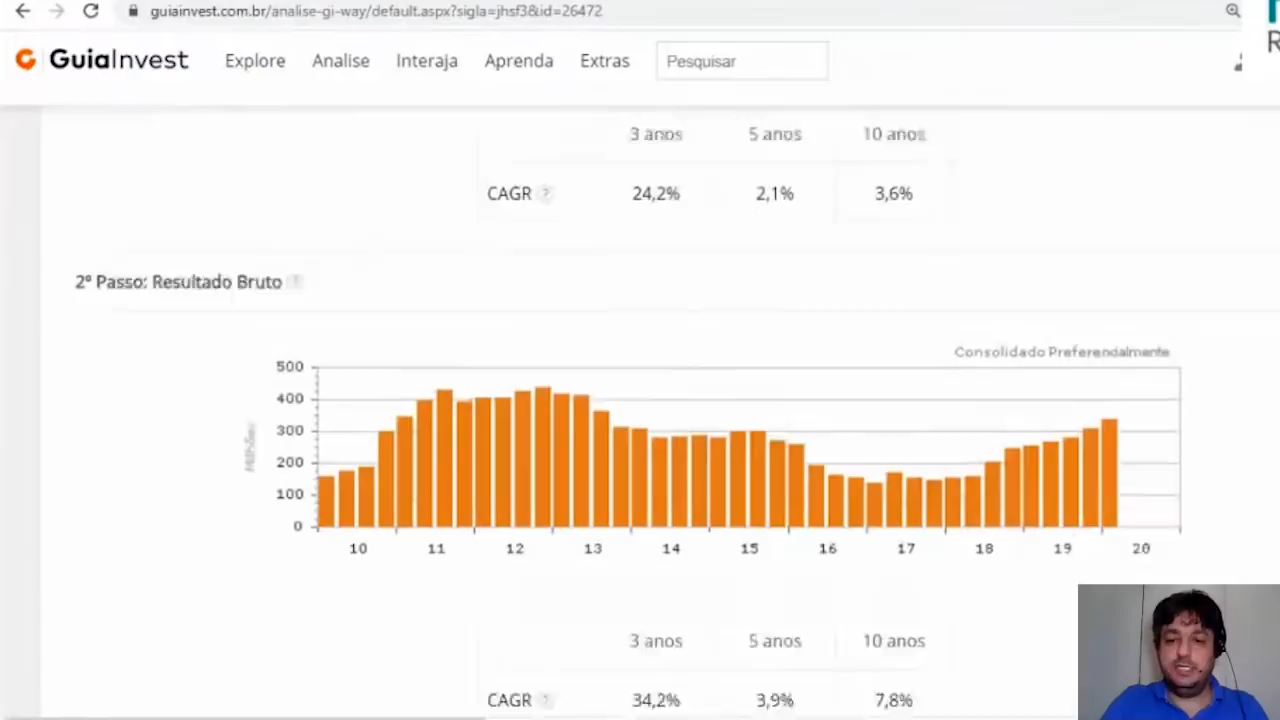 guiainvest.com.br/analise-gi-way/default.aspx?sigla=jhsf3&id=26472
GuiaInvest Explore Analise Interaja Aprenda Extras Pesquisar
R
3 anos 5 anos 10 anos
CAGR ? 24,2% 2,1% 3,6%
2º Passo: Resultado Bruto
Consolidado Preferencialmente
500
400
300
200
100
0
Milhões
10 11 12 13 14 15 16 17 18 19 20
3 anos 5 anos 10 anos
CAGR ? 34,2% 3,9% 7,8%